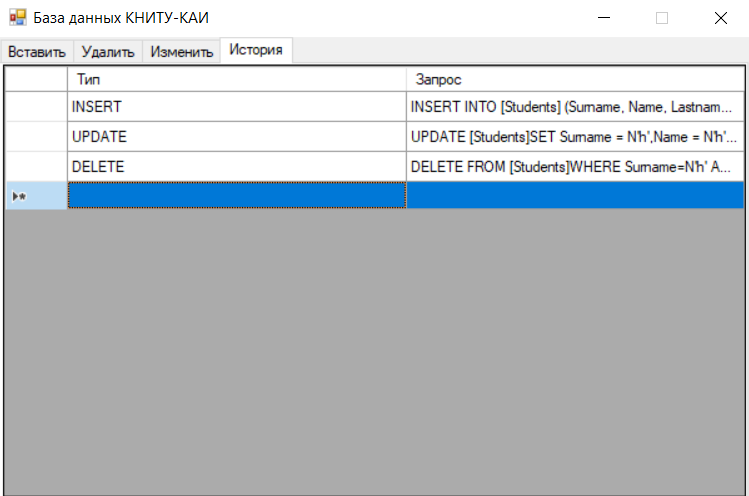 База данных КНИТУ-КАИ
Вставить Удалить Изменить История
Тип Запрос
INSERT INSERT INTO [Students] (Surname, Name, Lastnam...
UPDATE UPDATE [Students]SET Surname = N'h',Name = N'h'...
DELETE DELETE FROM [Students]WHERE Surname=N'h' A...